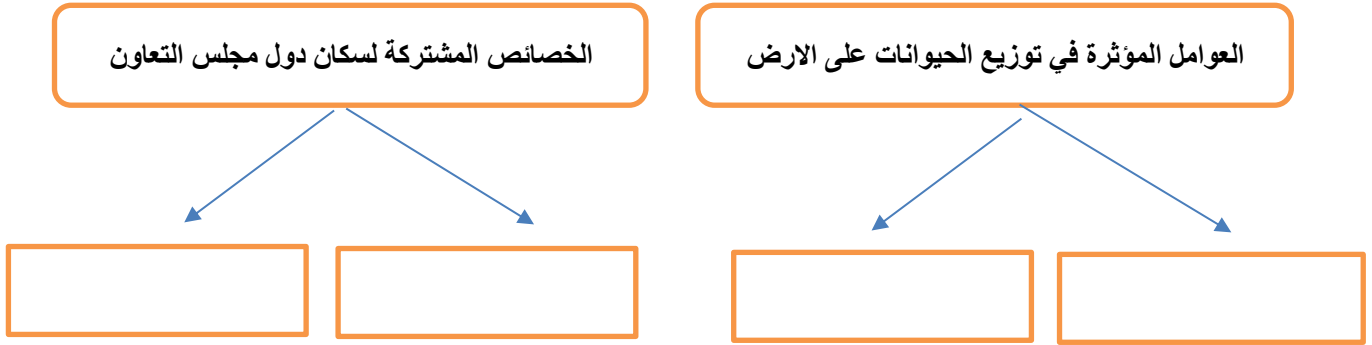 العوامل المؤثرة في توزيع الحيوانات على الارض
الخصائص المشتركة لسكان دول مجلس التعاون